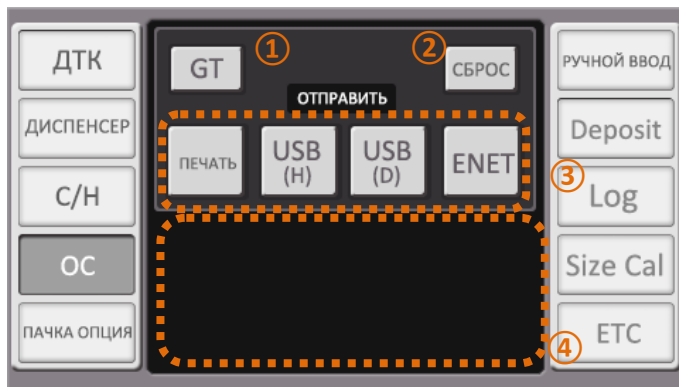 ДТК
ДИСПЕНСЕР
С/Н
ОС
ПАЧКА ОПЦИЯ
GT
①
②
СБРОС
ОТПРАВИТЬ
ПЕЧАТЬ
USB
(H)
USB
(D)
ENET
③
④
РУЧНОЙ ВВОД
Deposit
Log
Size Cal
ETC